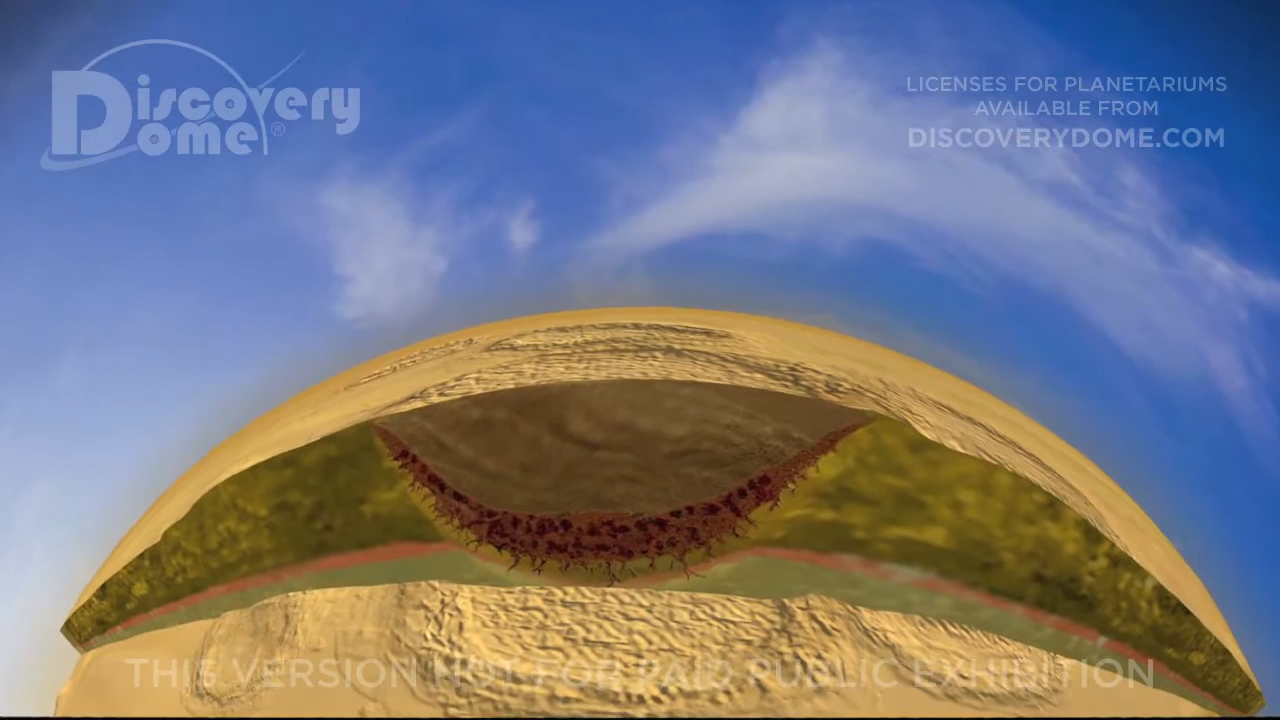 Discovery
Dome®
LICENSES FOR PLANETARIUMS
AVAILABLE FROM
DISCOVERYDOME.COM
THIS VERSION NOT FOR PAID PUBLIC EXHIBITION